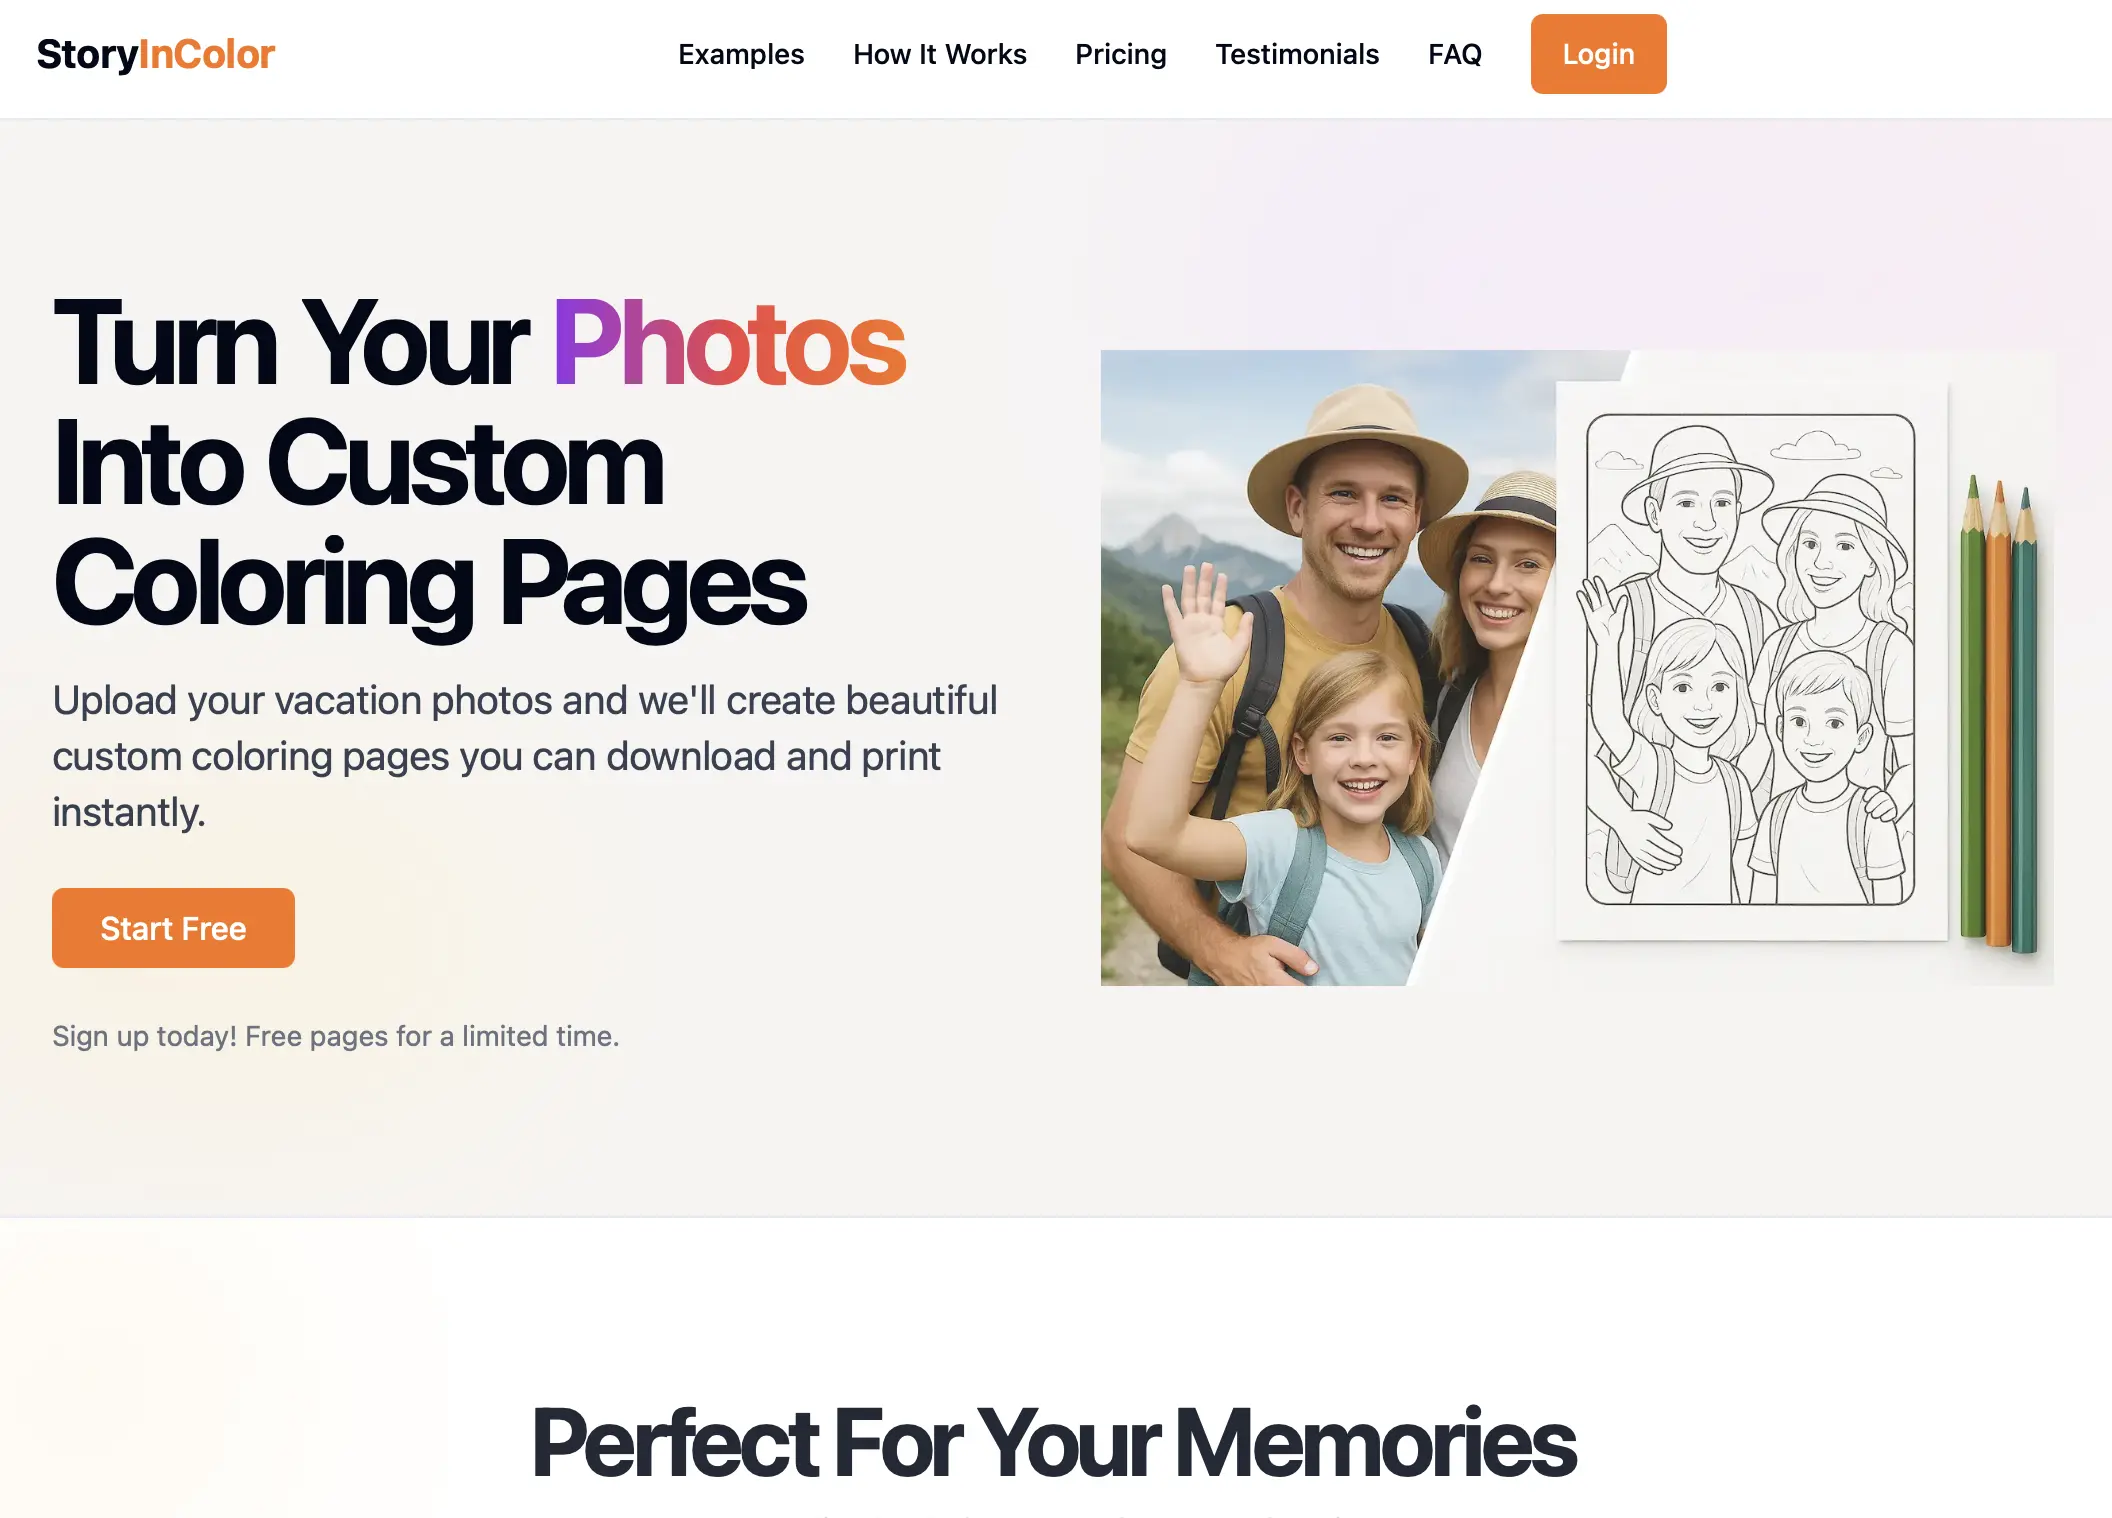 StoryInColor
Examples
How It Works
Pricing
Testimonials
FAQ
Login
Turn Your Photos
Into Custom
Coloring Pages
Upload your vacation photos and we'll create beautiful
custom coloring pages you can download and print
instantly.
Start Free
Sign up today! Free pages for a limited time.
Perfect For Your Memories